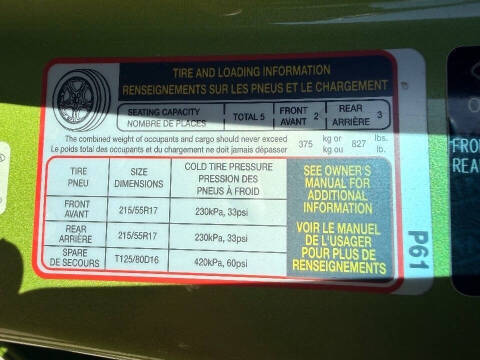 TIRE AND LOADING INFORMATION
RENSEIGNEMENTS SUR LES PNEUS ET LE CHARGEMENT
SEATING CAPACITY
NOMBRE DE PLACES
TOTAL 5
FRONT
AVANT 2
REAR
ARRIÈRE 3
The combined weight of occupants and cargo should never exceed 375 kg or 827 lbs.
Le poids total des occupants et du chargement ne doit jamais dépasser kg ou lb.
TIRE
PNEU
SIZE
DIMENSIONS
COLD TIRE PRESSURE
PRESSION DES
PNEUS À FROID
FRONT
AVANT
215/55R17
230kPa, 33psi
REAR
ARRIÈRE
215/55R17
230kPa, 33psi
SPARE
DE SECOURS
T125/80D16
420kPa, 60psi
SEE OWNER'S
MANUAL FOR
ADDITIONAL
INFORMATION
VOIR LE MANUEL
DE L'USAGER
POUR PLUS DE
RENSEIGNEMENTS
P61